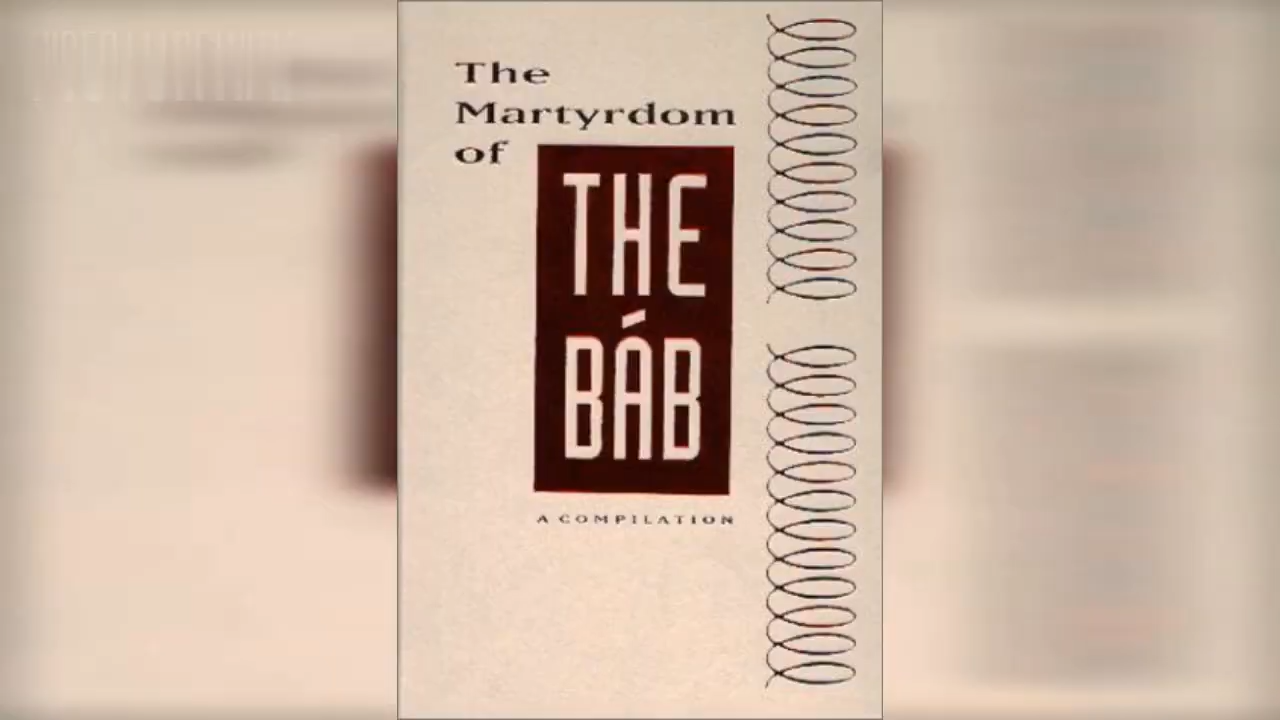 The
Martyrdom
of
THE
BÁB
A COMPILATION